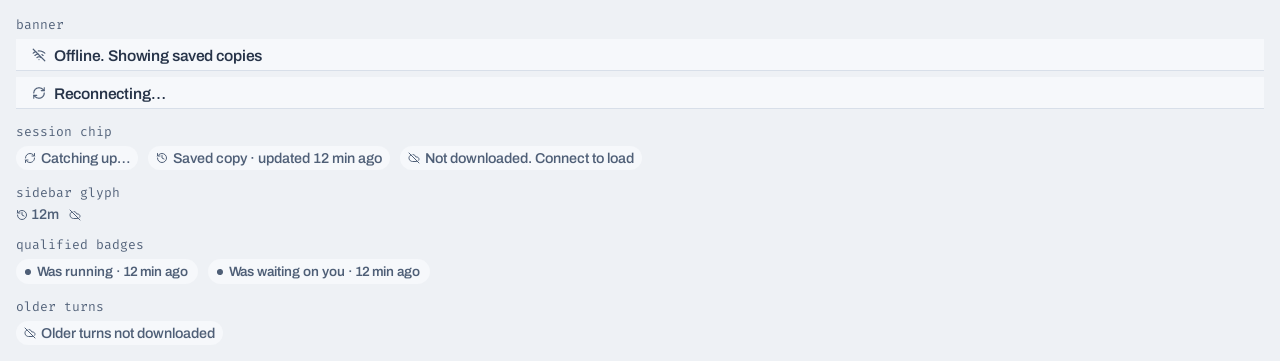 banner
Offline. Showing saved copies
Reconnecting...
session chip
Catching up... Saved copy · updated 12 min ago Not downloaded. Connect to load
sidebar glyph
12m
qualified badges
Was running · 12 min ago Was waiting on you · 12 min ago
older turns
Older turns not downloaded